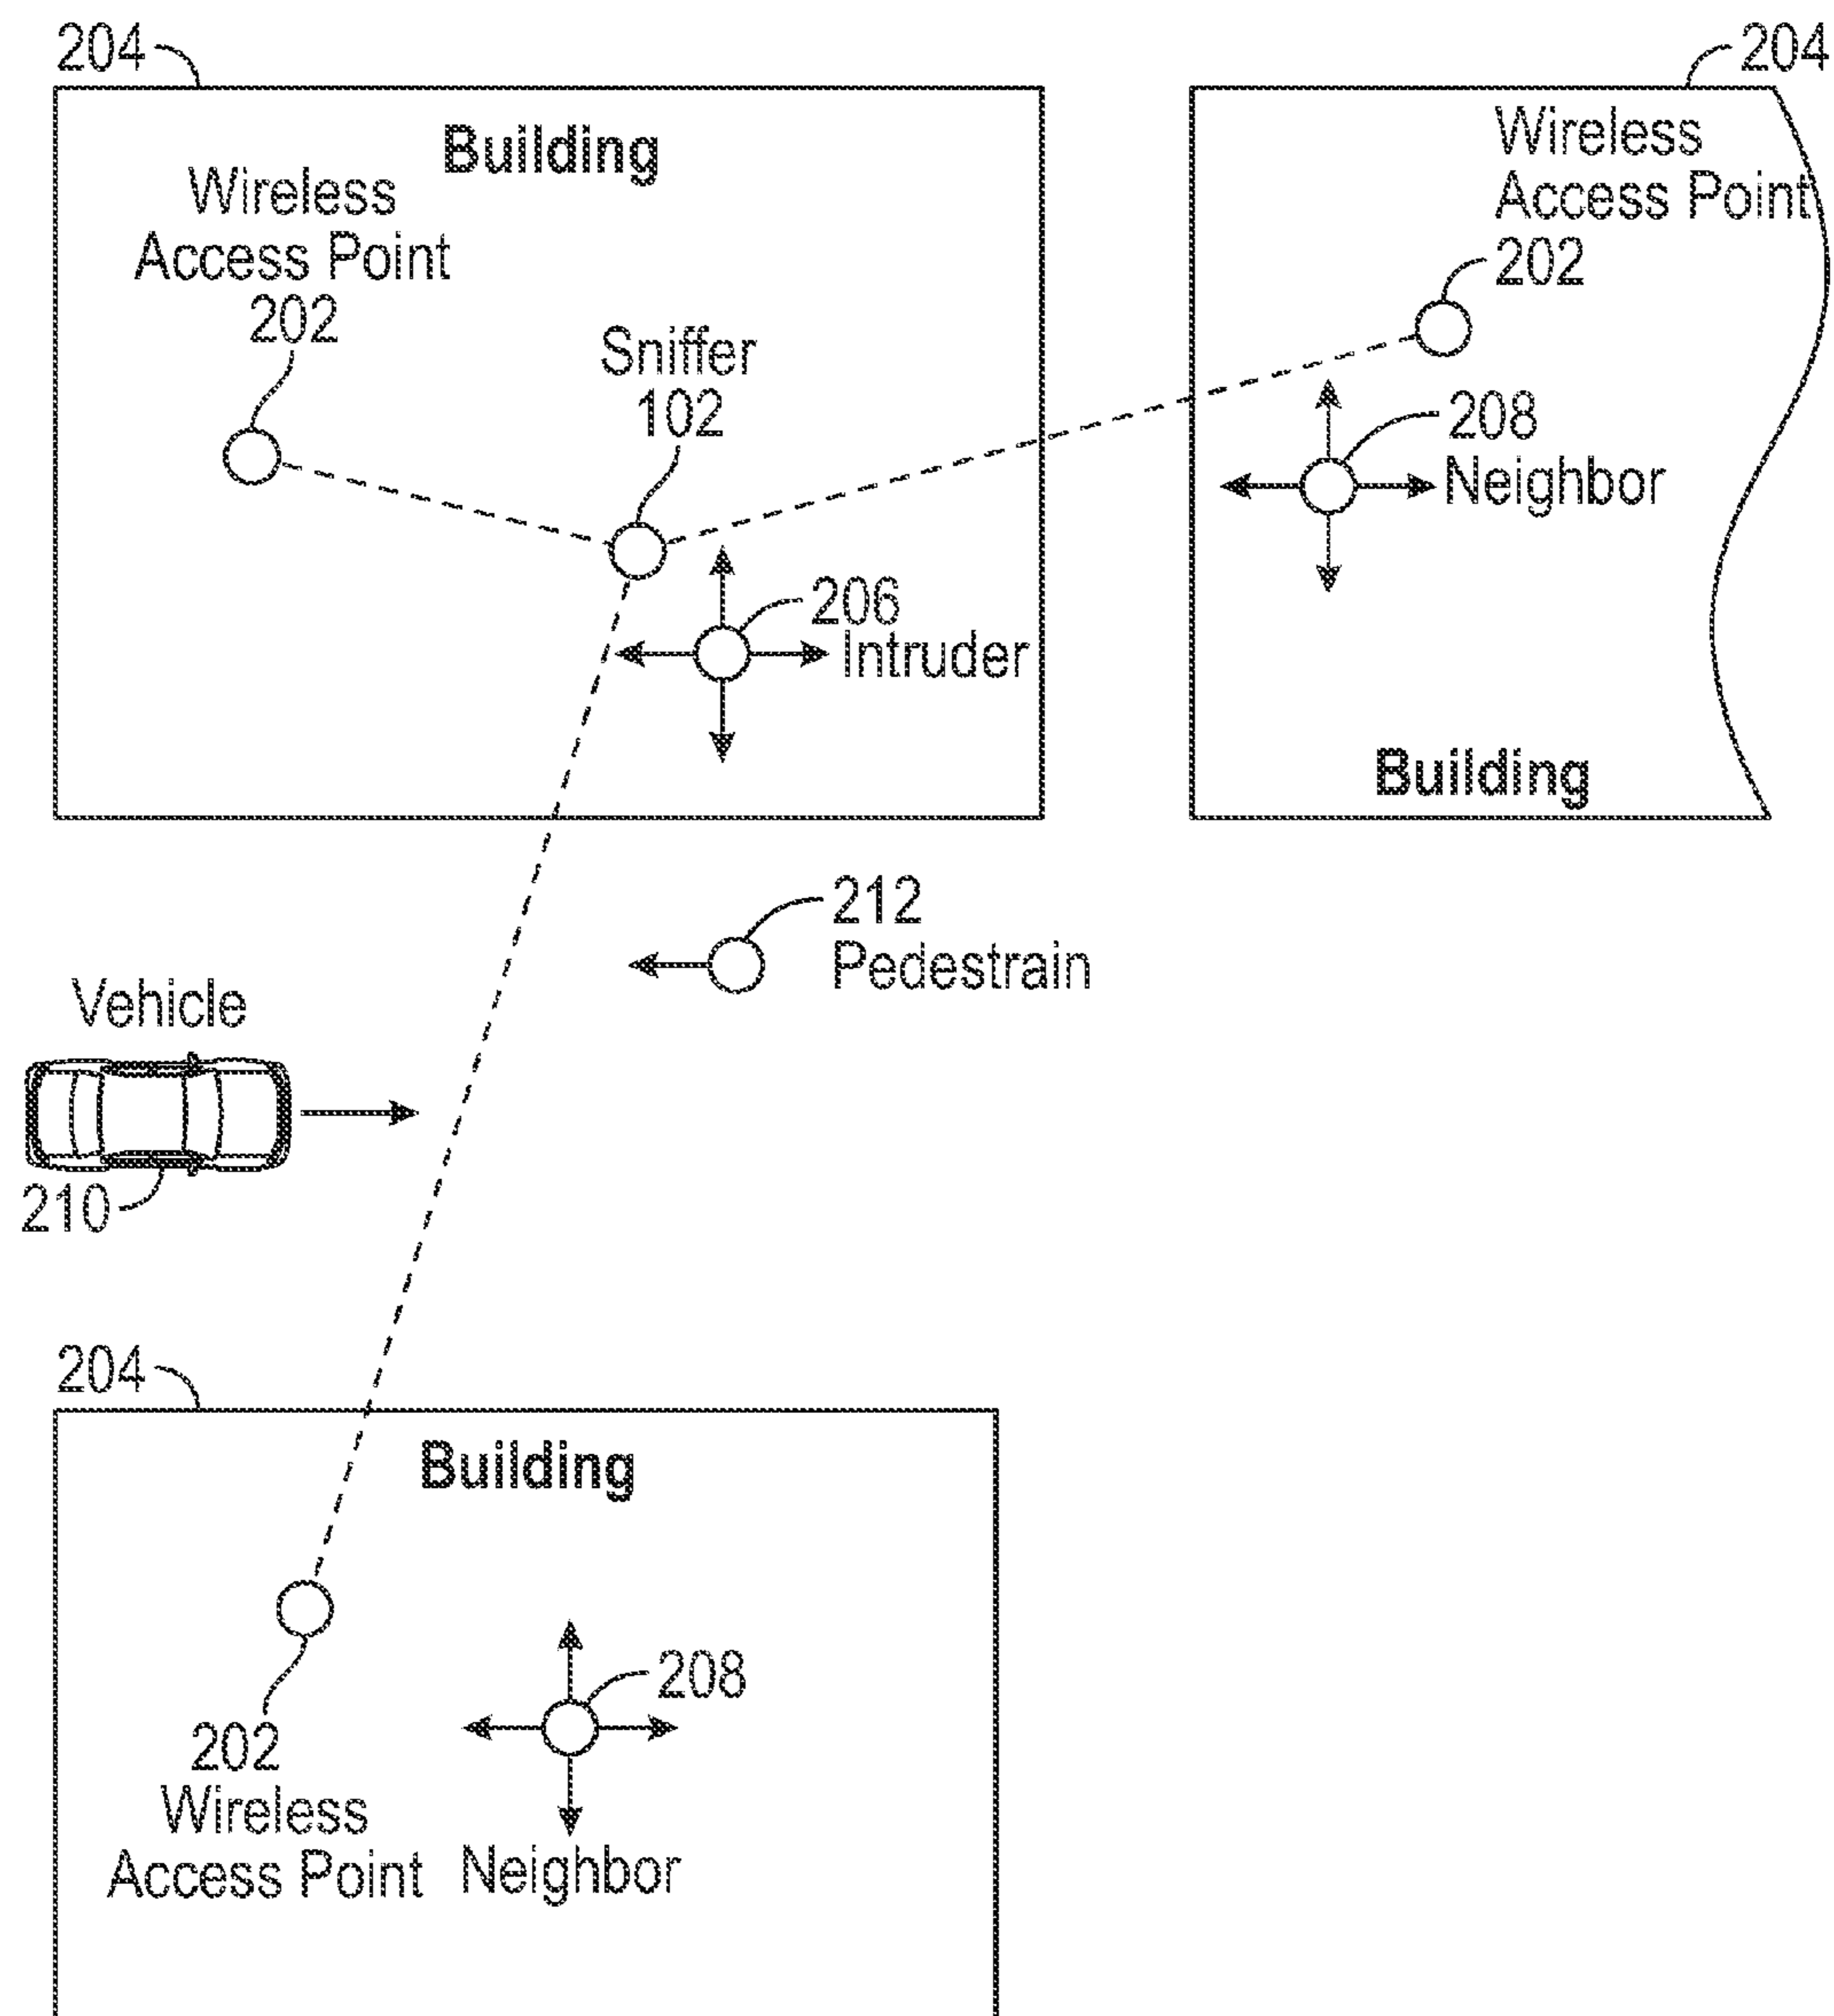 204
Building
Wireless
Access Point
202
Sniffer
102
206
Intruder
204
Wireless
Access Point
202
208
Neighbor
Building
212
Pedestrain
Vehicle
210
204
Building
202
Wireless
Access Point
208
Neighbor